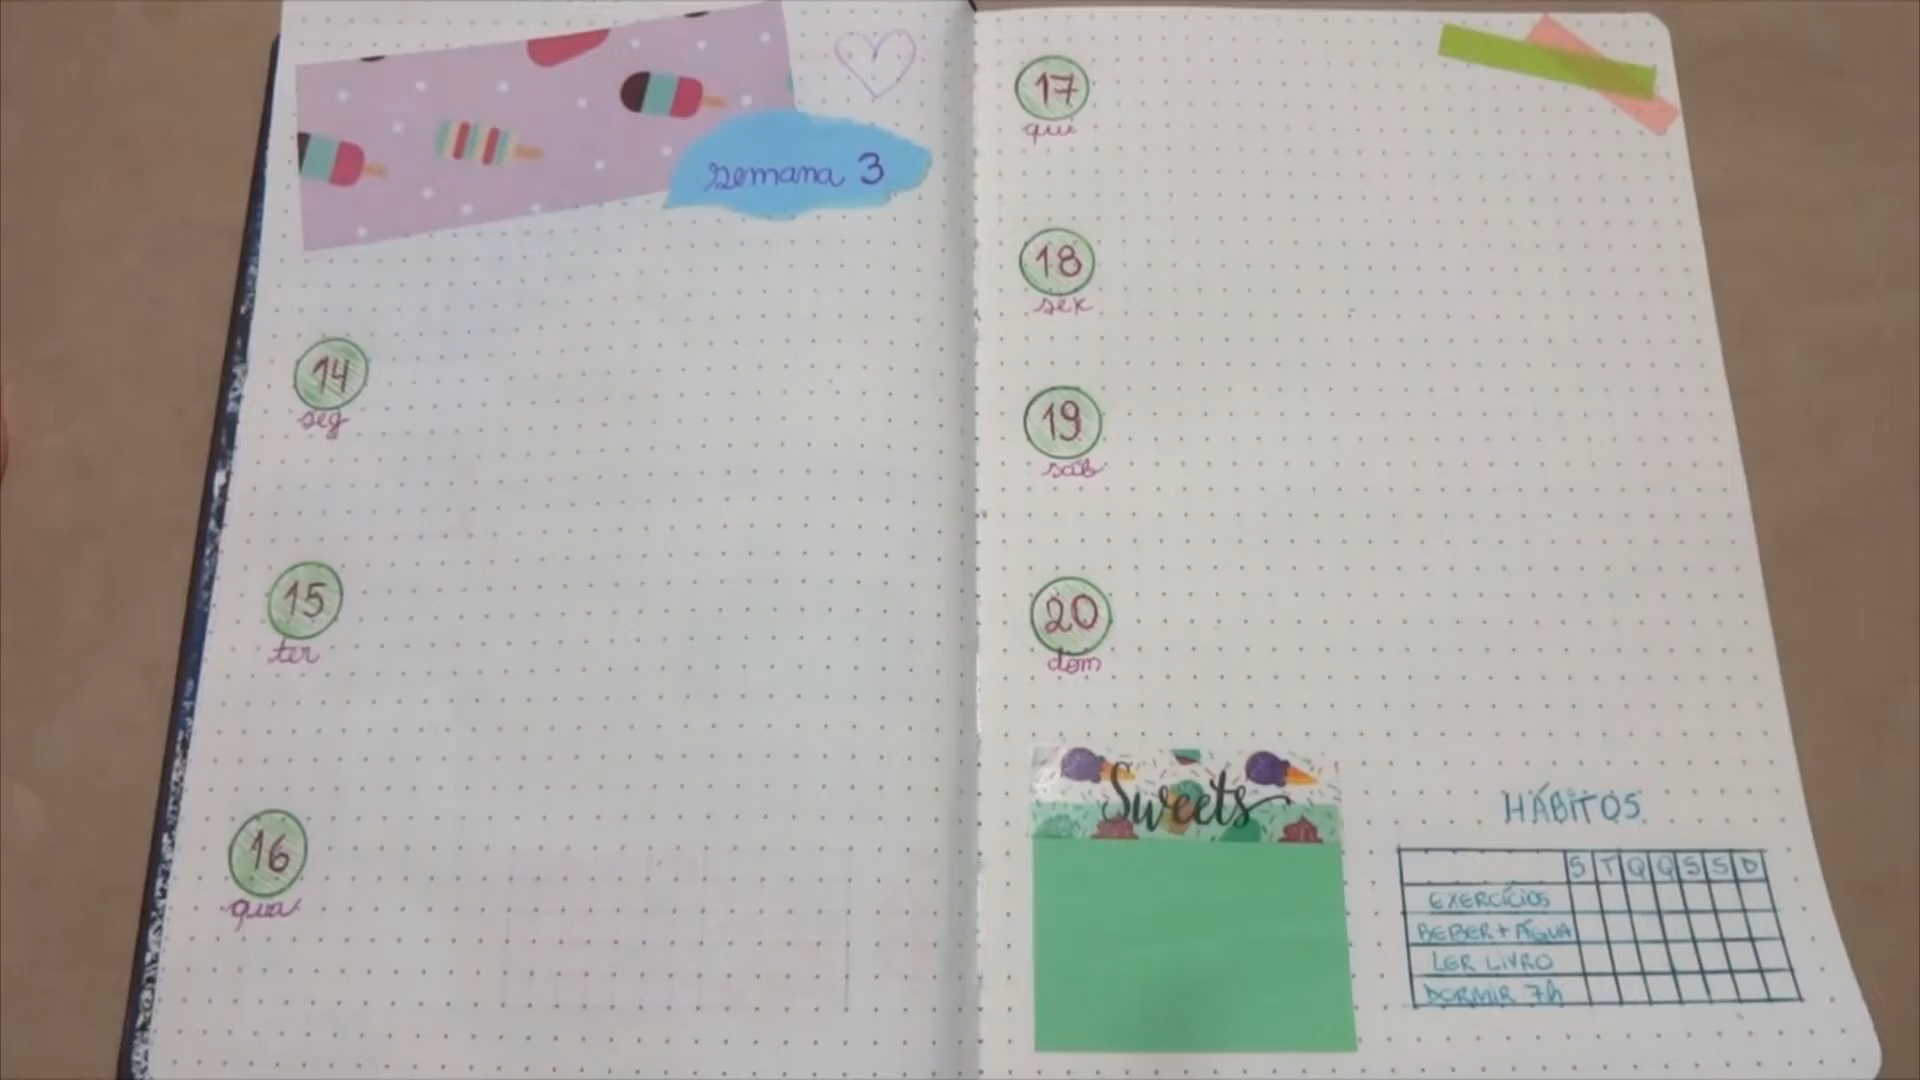 semana 3
14
seg
15
ter
16
qua
17
qui
18
sex
19
sáb
20
dom
Sweets
HÁBITOS
S T Q Q S S D
EXERCÍCIOS
BEBER + ÁGUA
LER LIVRO
DORMIR 7h